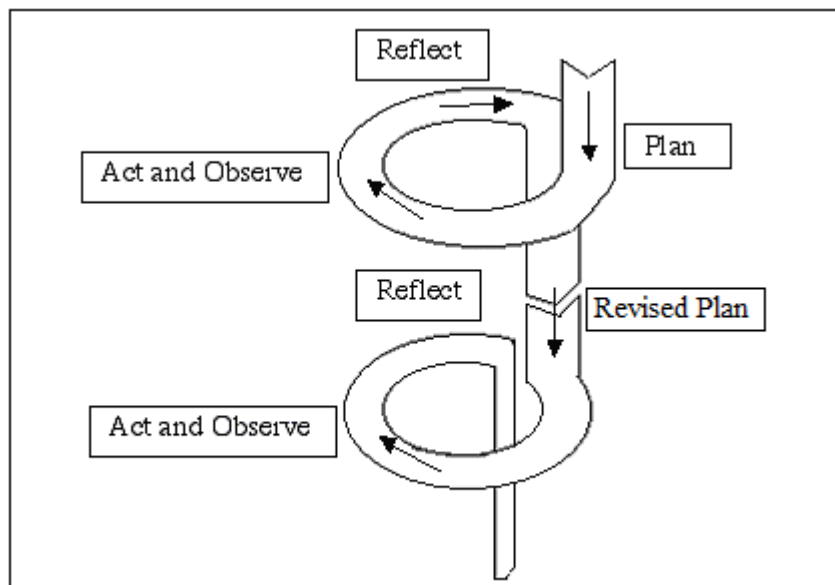 Reflect
Plan
Act and Observe
Reflect
Revised Plan
Act and Observe